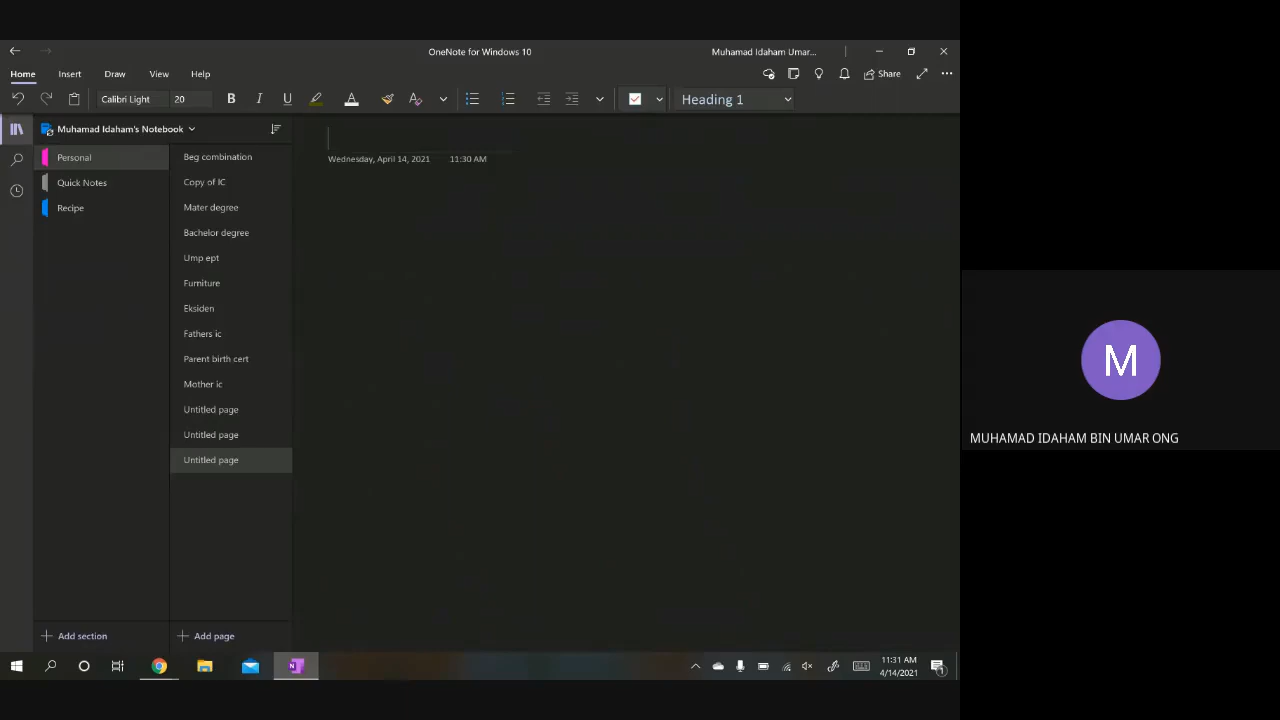 OneNote for Windows 10
Muhamad Idaham Umar...
Home
Insert
Draw
View
Help
Share
Calibri Light
20
B
I
U
A
Heading 1
Muhamad Idaham's Notebook
Personal
Quick Notes
Recipe
Beg combination
Copy of IC
Mater degree
Bachelor degree
Ump ept
Furniture
Eksiden
Fathers ic
Parent birth cert
Mother ic
Untitled page
Untitled page
Untitled page
Wednesday, April 14, 2021 11:30 AM
M
MUHAMAD IDAHAM BIN UMAR ONG
Add section
Add page
11:31 AM
4/14/2021